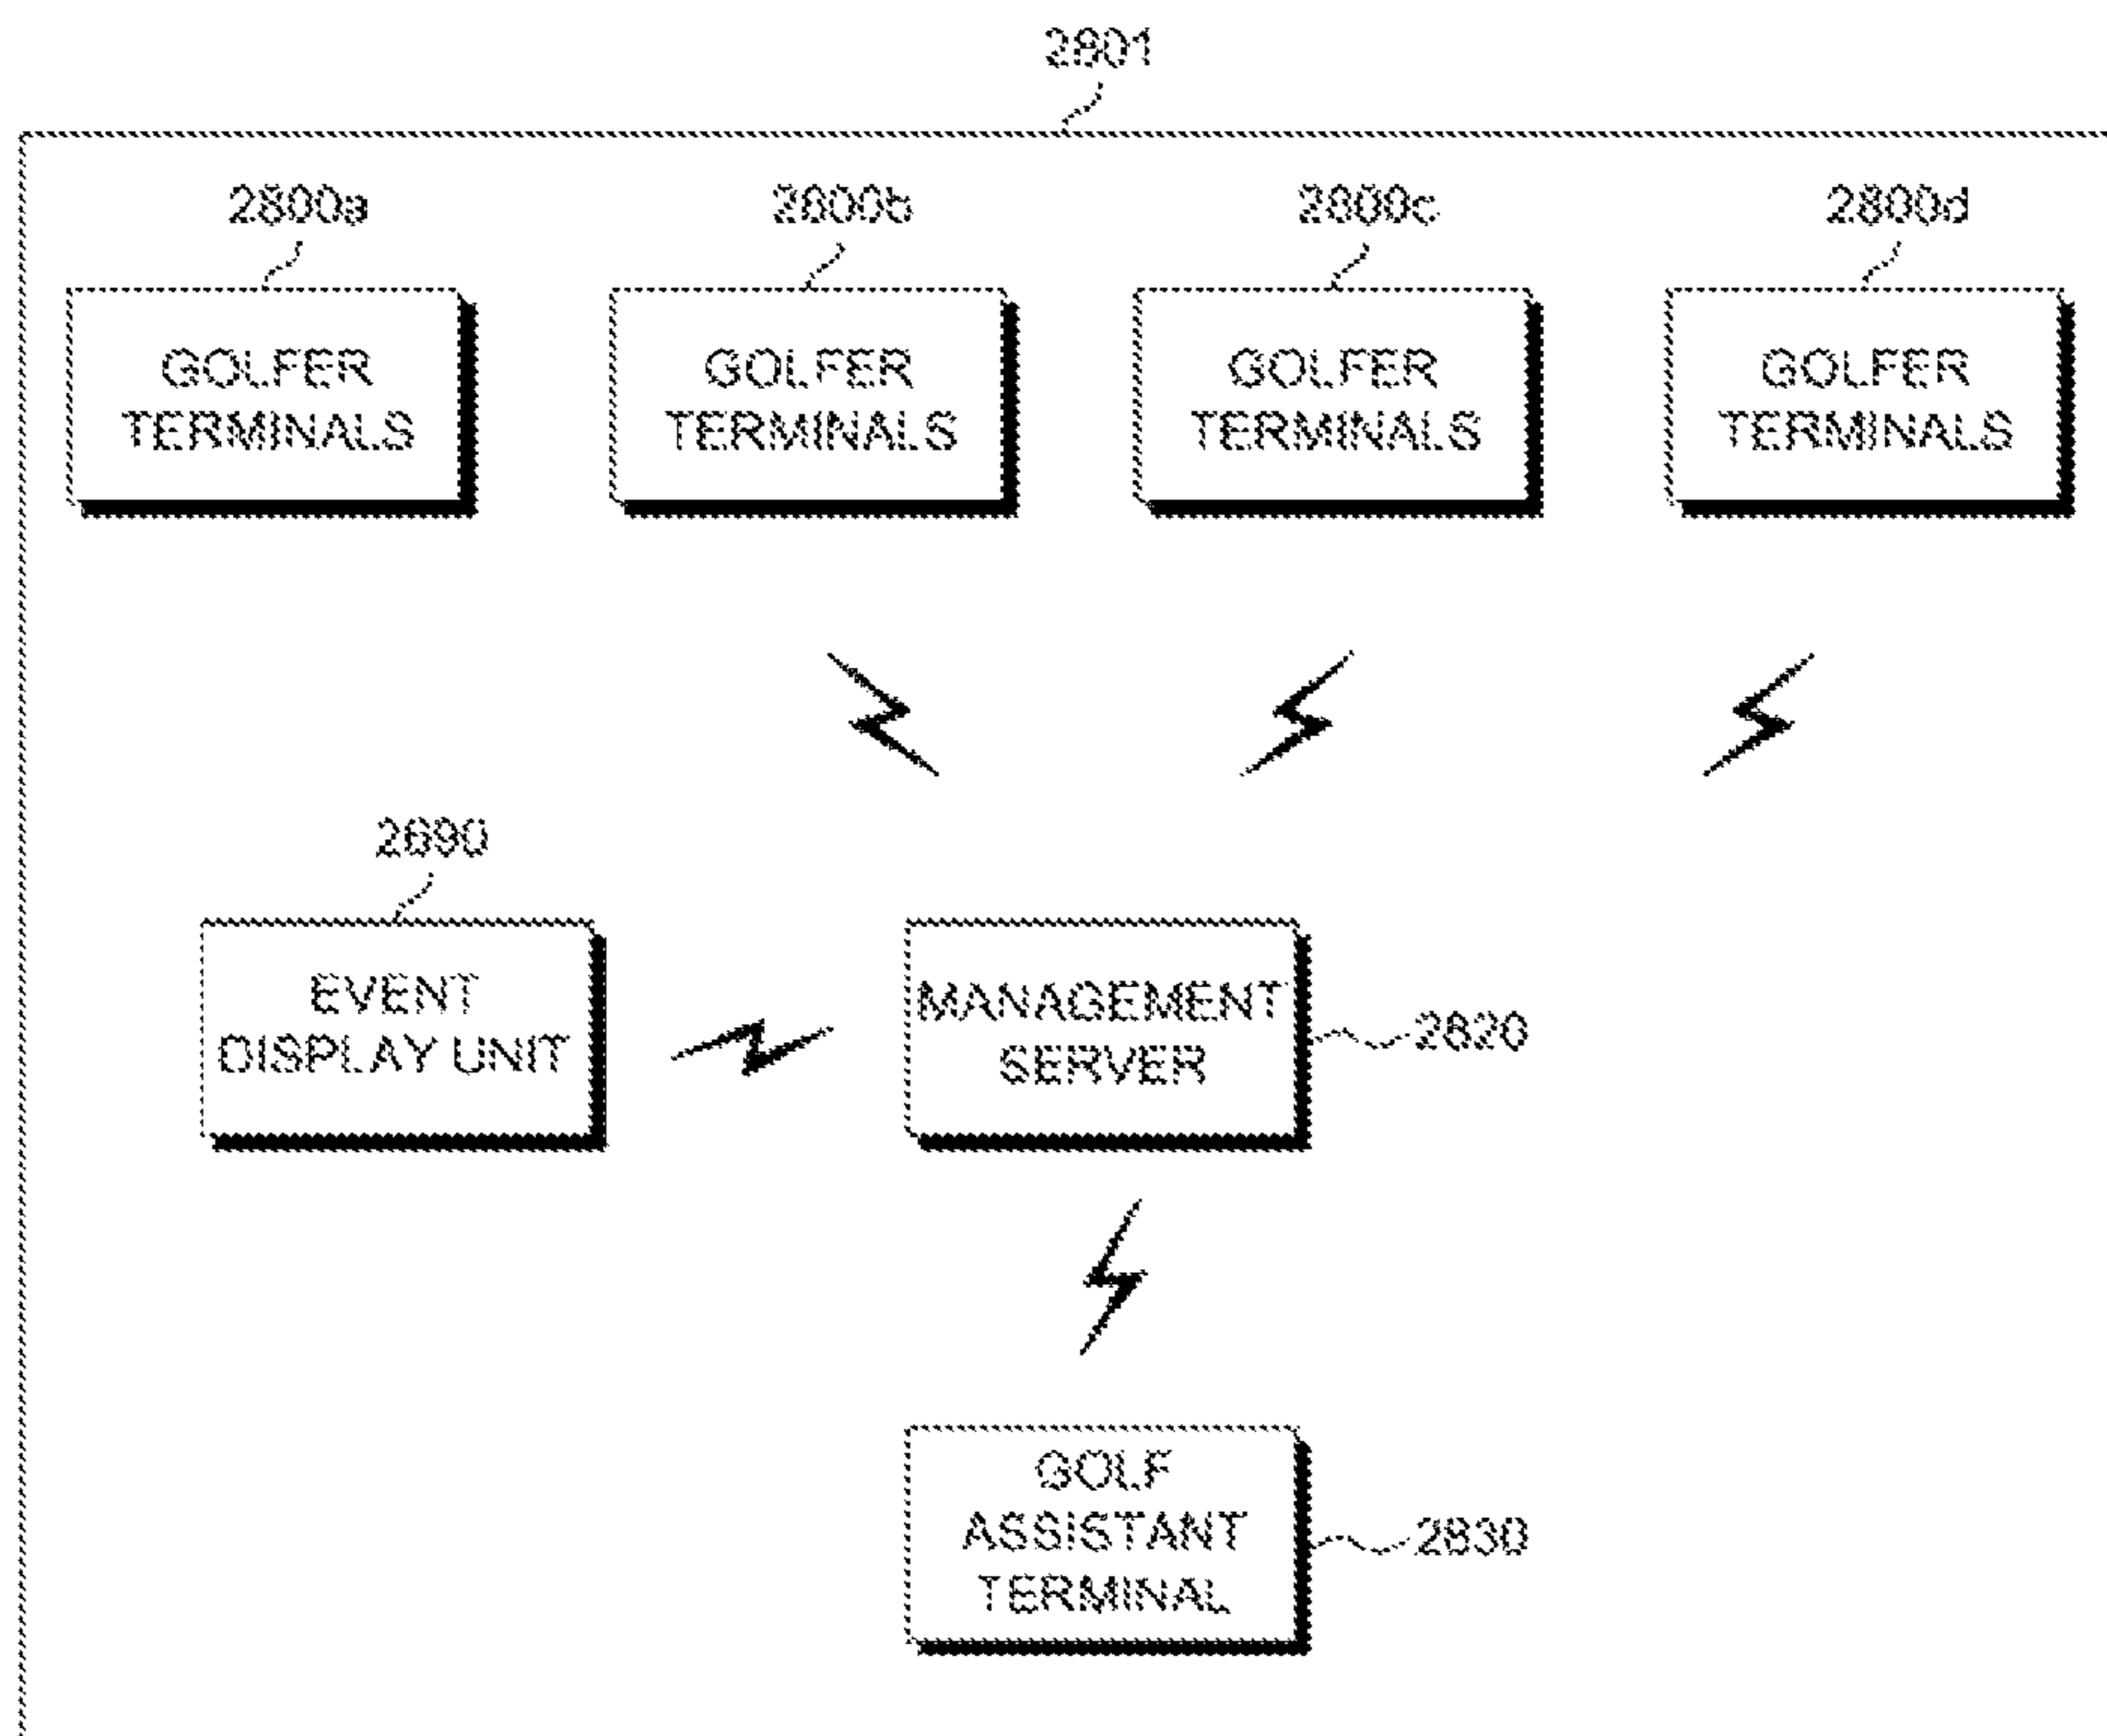 2801
2800a
2800b
2800c
2800d
GOLFER
TERMINALS
GOLFER
TERMINALS
GOLFER
TERMINALS
GOLFER
TERMINALS
2690
EVENT
DISPLAY UNIT
MANAGEMENT
SERVER
2820
GOLF
ASSISTANT
TERMINAL
2830